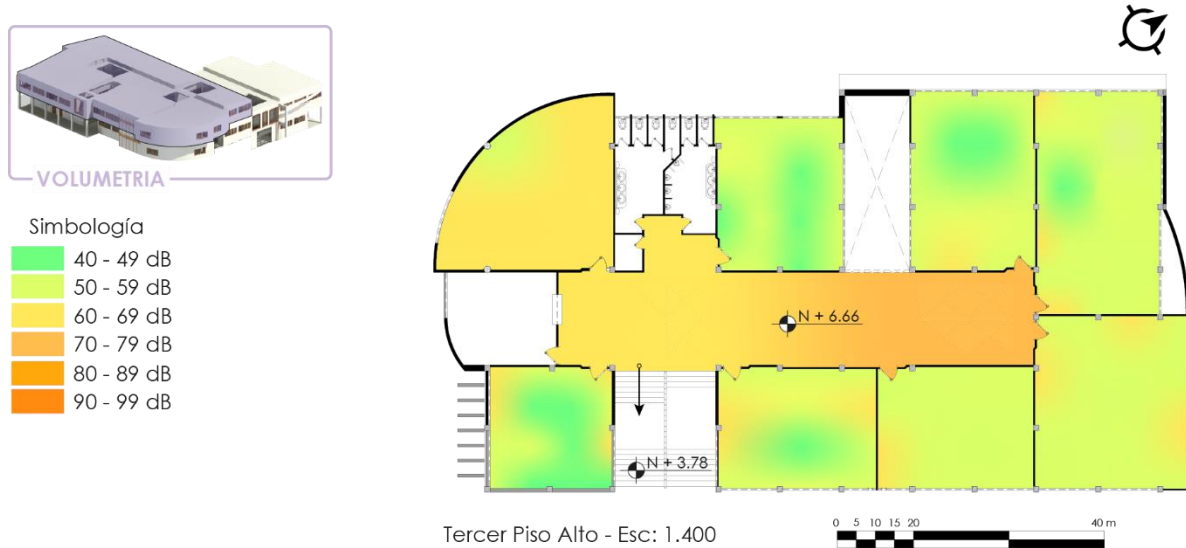 VOLUMETRIA
Simbología
40 - 49 dB
50 - 59 dB
60 - 69 dB
70 - 79 dB
80 - 89 dB
90 - 99 dB
N + 6.66
N + 3.78
Tercer Piso Alto - Esc: 1.400
0 5 10 15 20 40 m